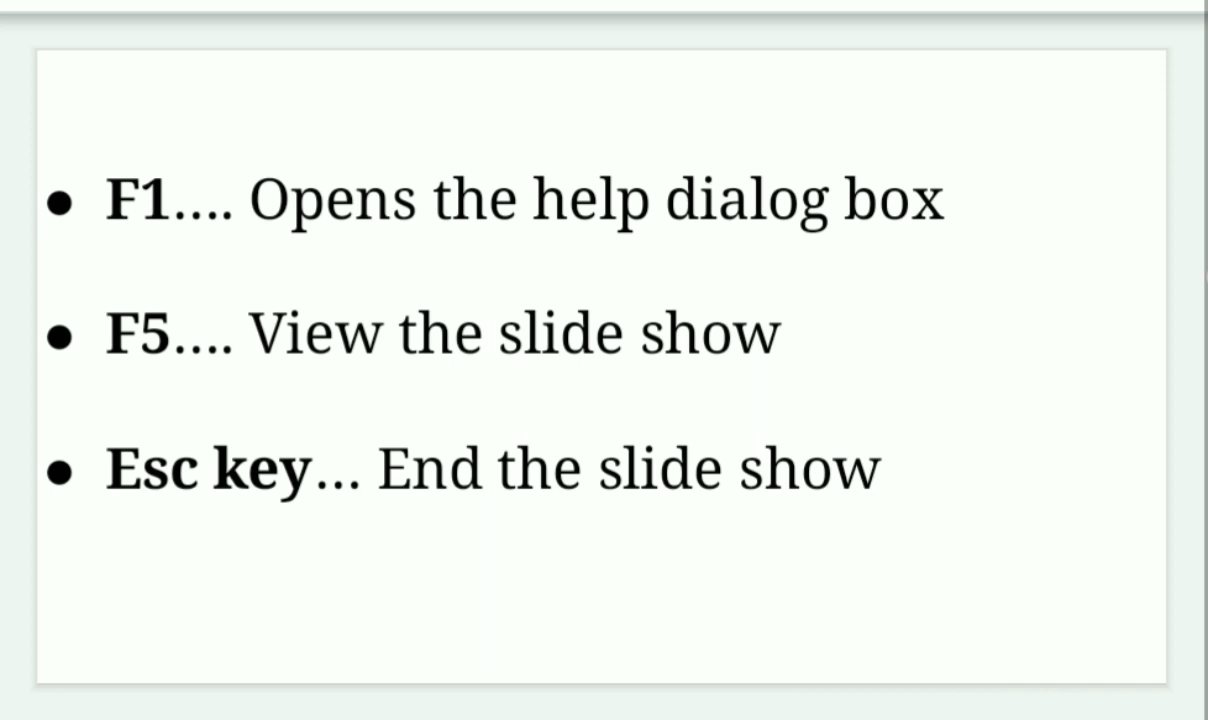 ● F1.... Opens the help dialog box
● F5.... View the slide show
● Esc key... End the slide show